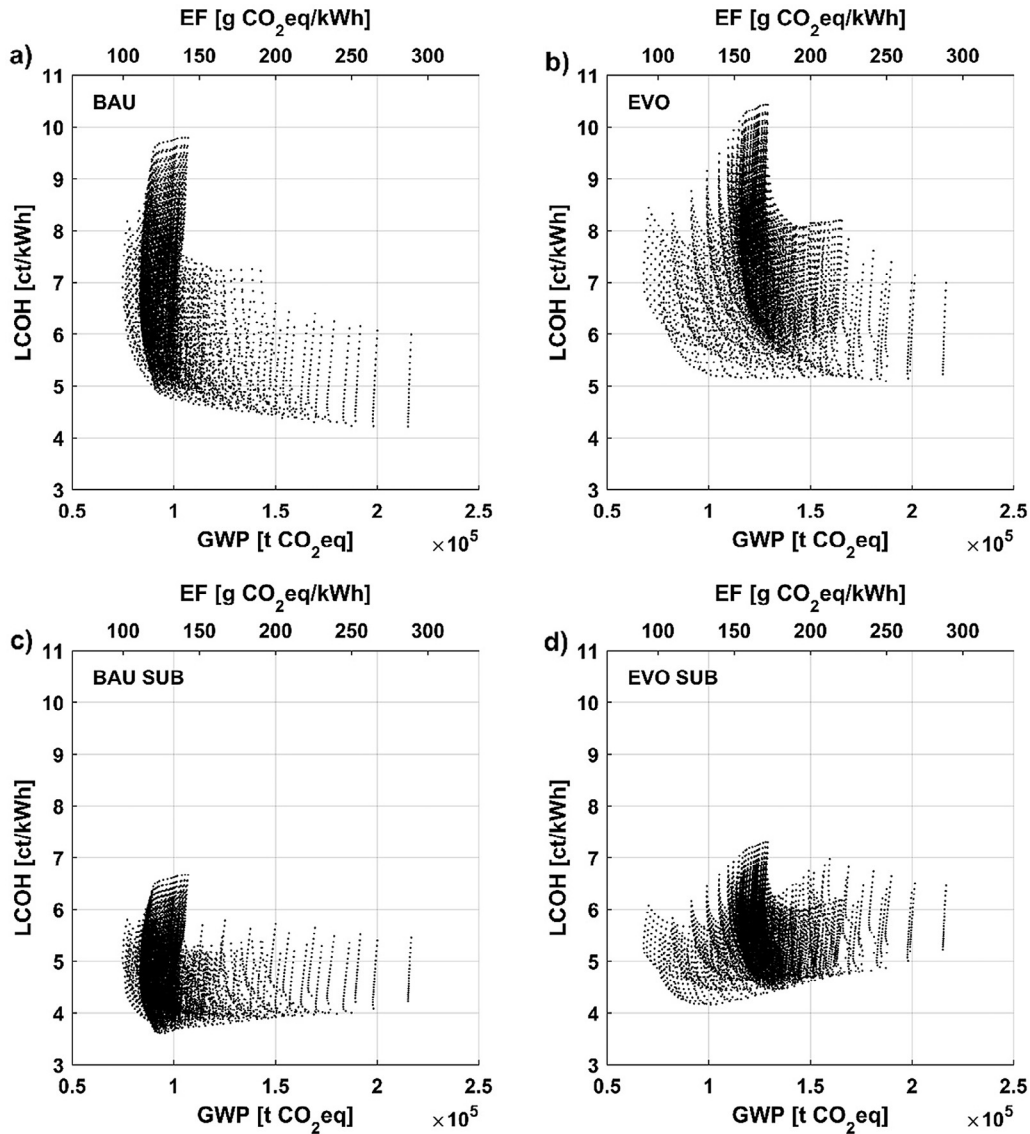 EF [g CO2eq/kWh]
100 150 200 250 300
a)
BAU
11
10
9
8
7
6
5
4
3
LCOH [ct/kWh]
0.5 1 1.5 2 2.5
GWP [t CO2eq]
×10^5
EF [g CO2eq/kWh]
100 150 200 250 300
b)
EVO
11
10
9
8
7
6
5
4
3
LCOH [ct/kWh]
0.5 1 1.5 2 2.5
GWP [t CO2eq]
×10^5
EF [g CO2eq/kWh]
100 150 200 250 300
c)
BAU SUB
11
10
9
8
7
6
5
4
3
LCOH [ct/kWh]
0.5 1 1.5 2 2.5
GWP [t CO2eq]
×10^5
EF [g CO2eq/kWh]
100 150 200 250 300
d)
EVO SUB
11
10
9
8
7
6
5
4
3
LCOH [ct/kWh]
0.5 1 1.5 2 2.5
GWP [t CO2eq]
×10^5